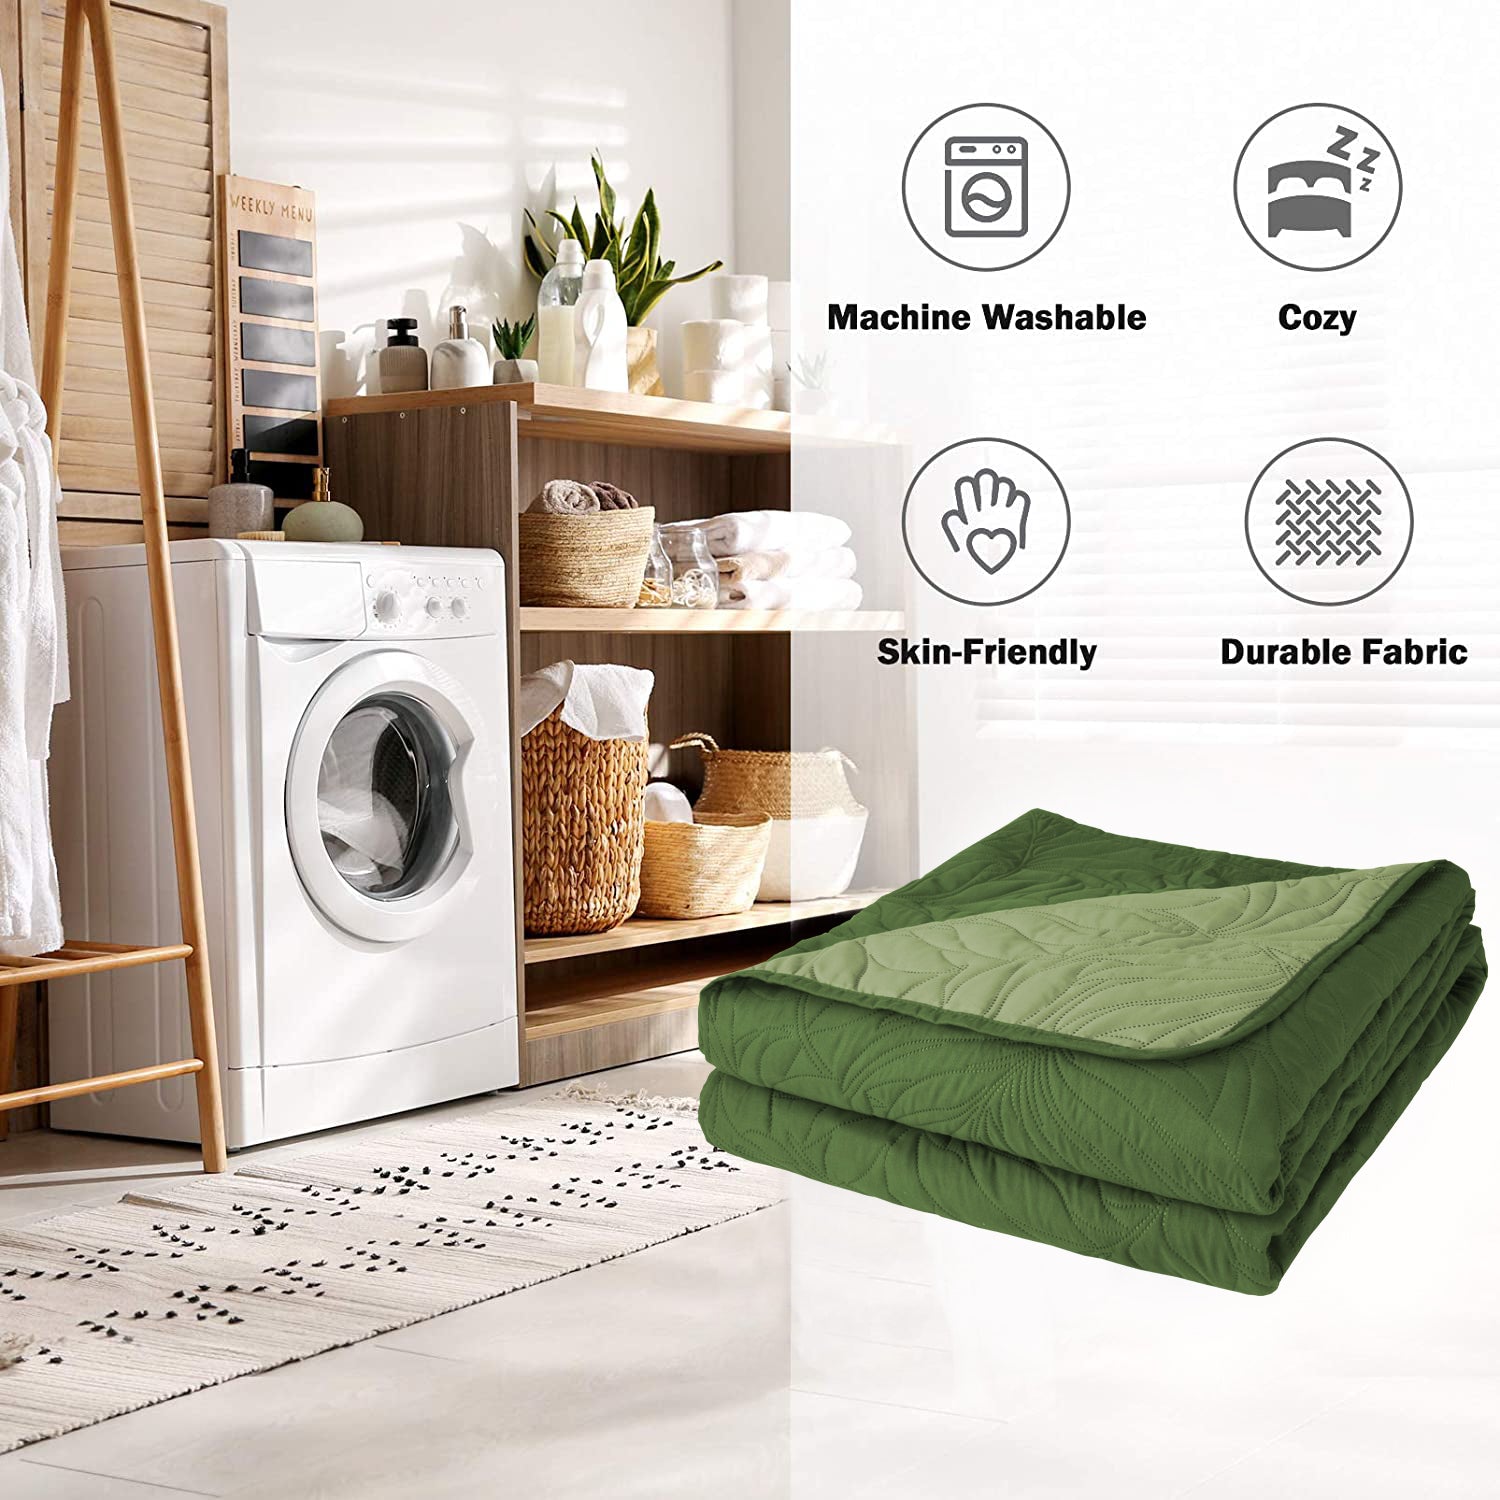 WEEKLY MENU
Machine Washable
Cozy
Skin-Friendly
Durable Fabric